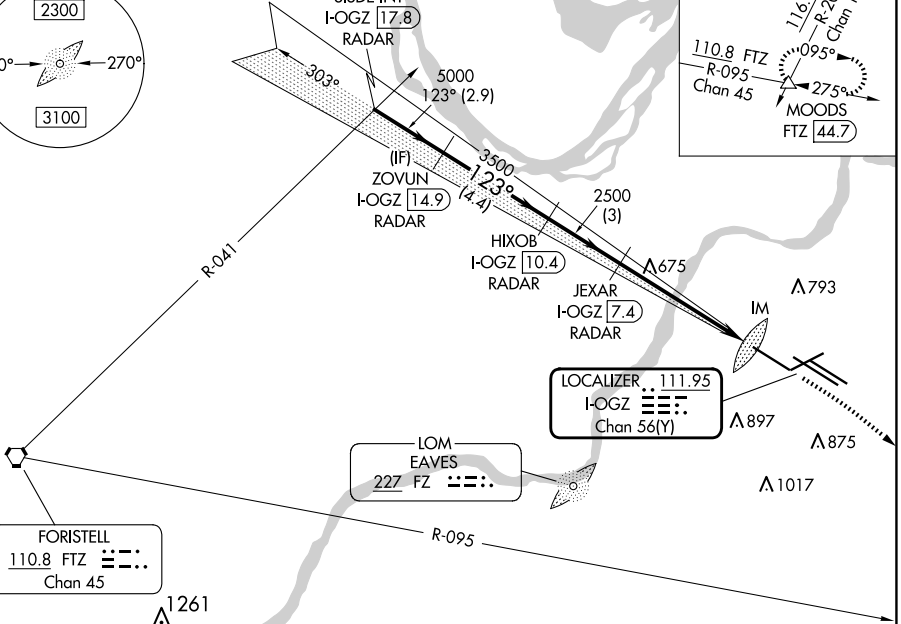 2300
270°
3100
I-OGZ 17.8
RADAR
303°
5000
123° (2.9)
(IF)
ZOVUN
I-OGZ 14.9
RADAR
3500
123°
(4.4)
2500
(3)
HIXOB
I-OGZ 10.4
RADAR
JEXAR
I-OGZ 7.4
RADAR
675
793
IM
110.8 FTZ
R-095
Chan 45
095°
275°
MOODS
FTZ 44.7
R-041
LOCALIZER 111.95
I-OGZ
Chan 56(Y)
897
875
1017
LOM
EAVES
227 FZ
R-095
FORISTELL
110.8 FTZ
Chan 45
1261